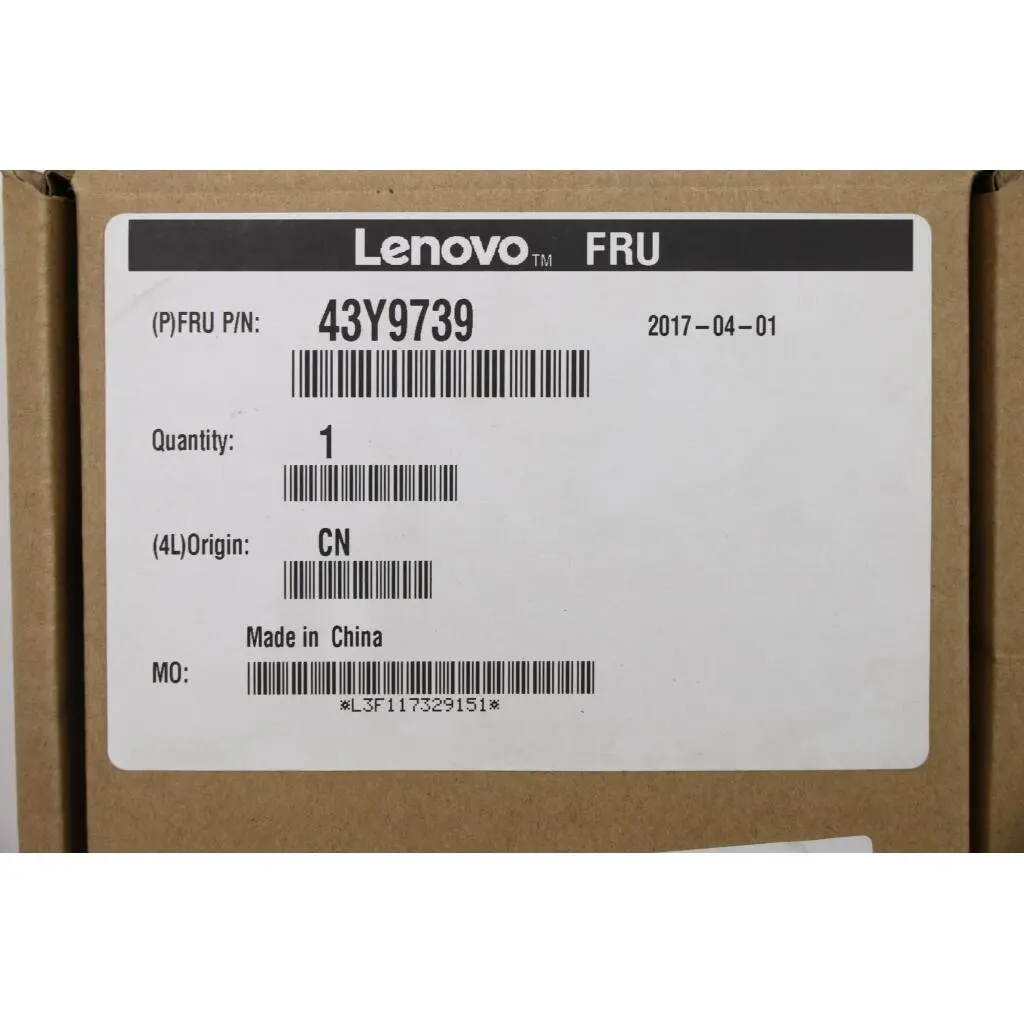 Lenovo™ FRU
(P)FRU P/N: 43Y9739 2017-04-01
Quantity: 1
(4L)Origin: CN
Made in China
MO:
*L3F117329151*